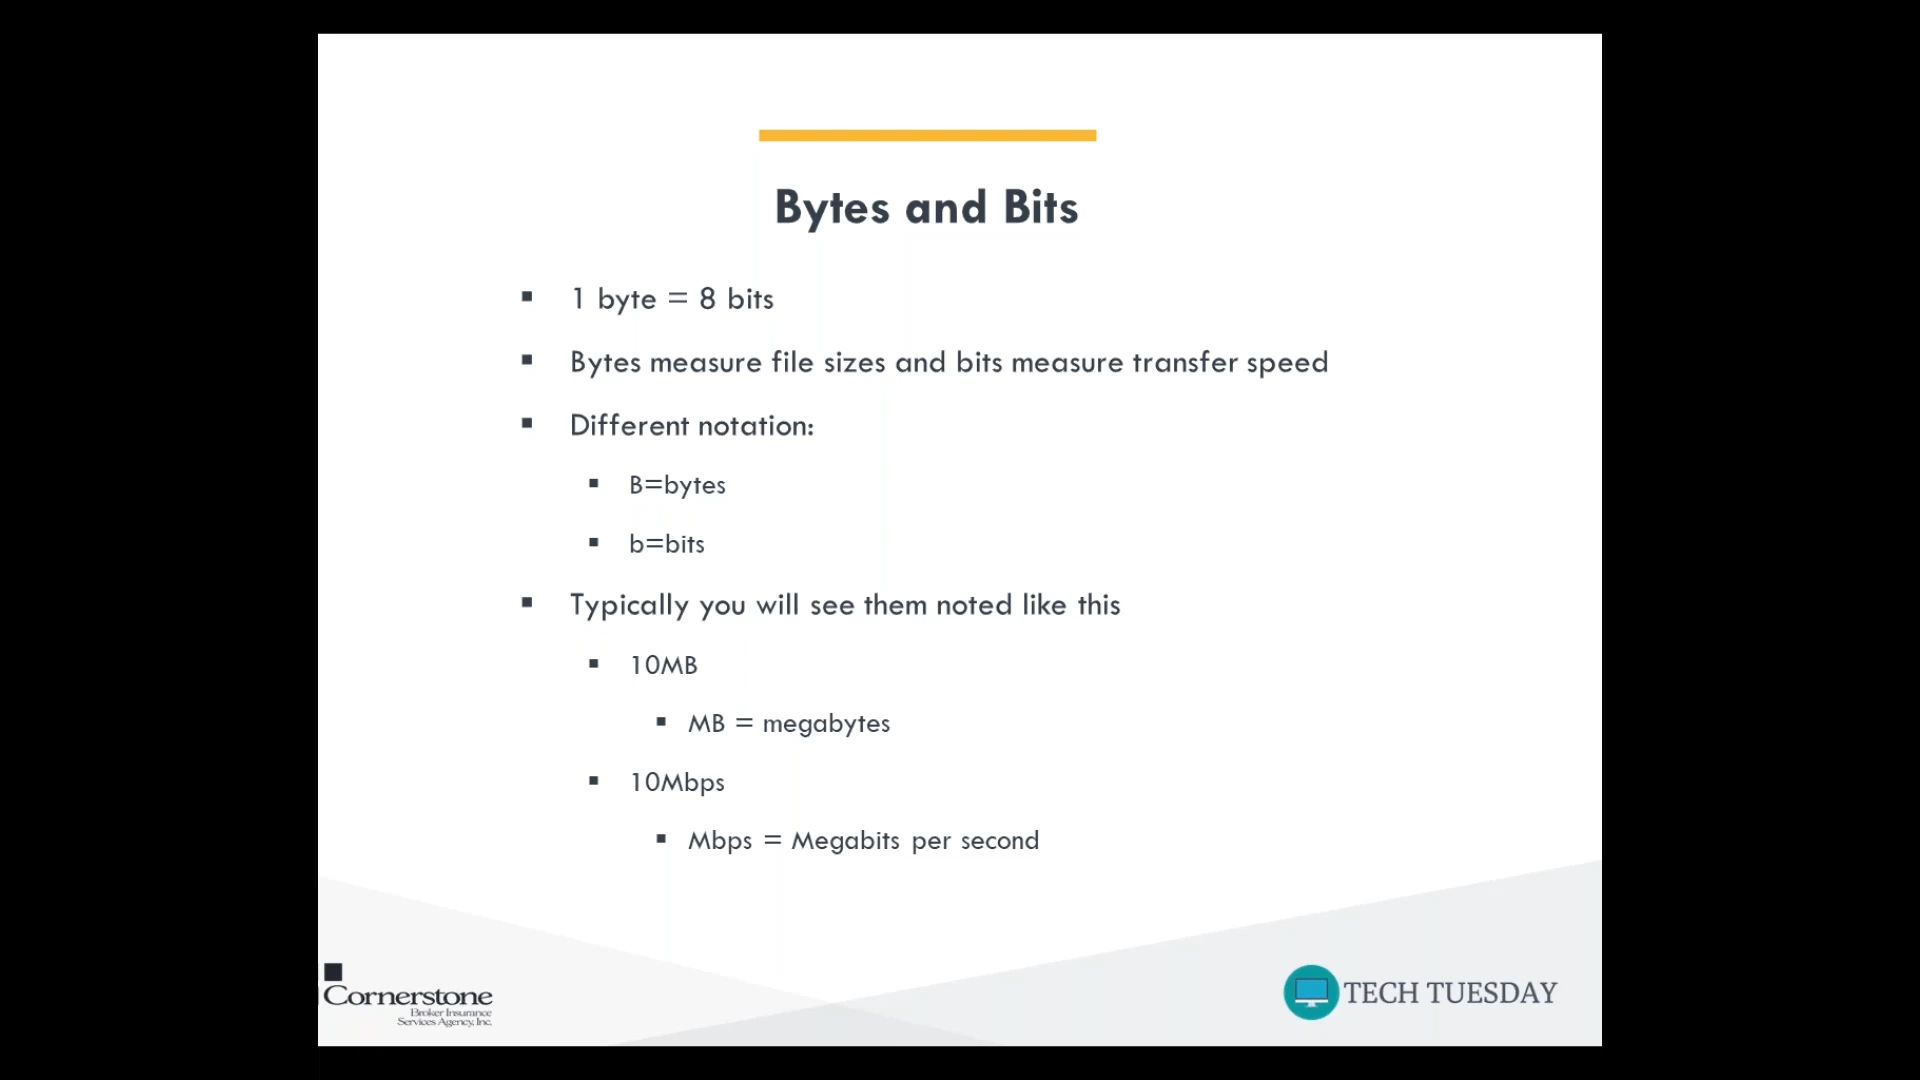 Bytes and Bits
1 byte = 8 bits
Bytes measure file sizes and bits measure transfer speed
Different notation:
B=bytes
b=bits
Typically you will see them noted like this
10MB
MB = megabytes
10Mbps
Mbps = Megabits per second
Cornerstone
Broker Insurance
Services Agency, Inc.
TECH TUESDAY